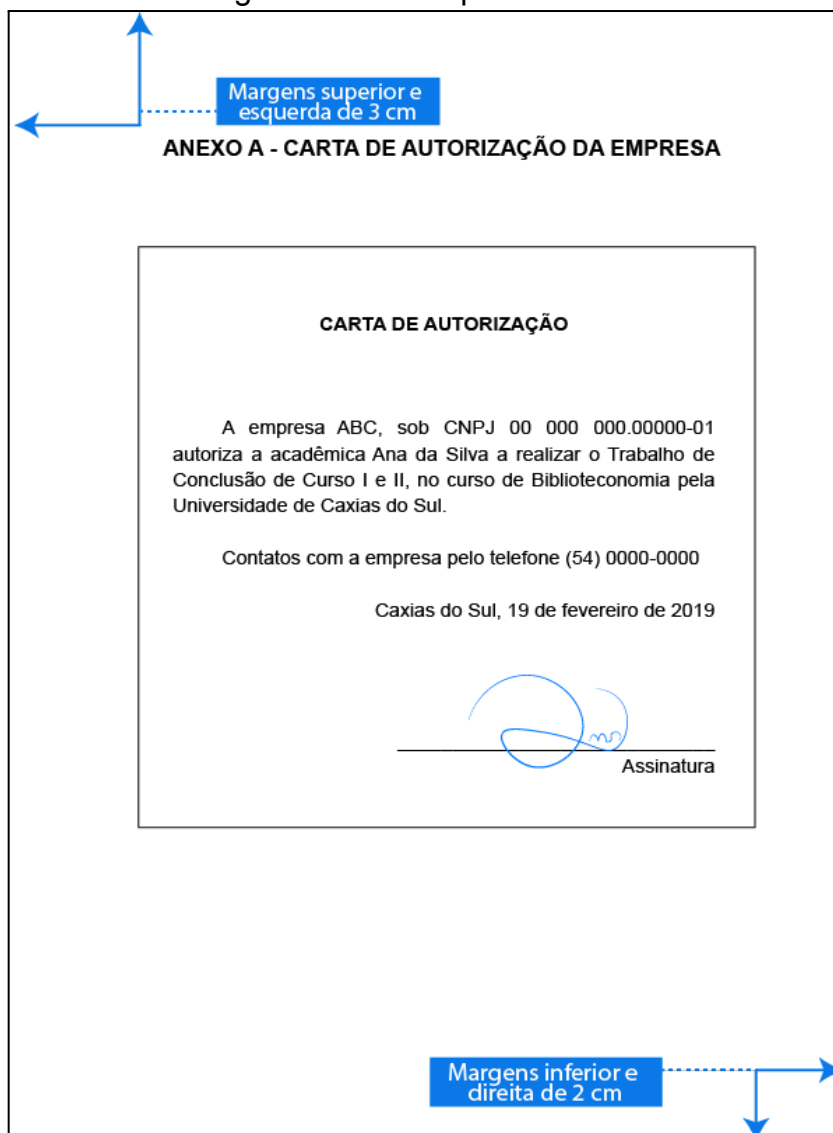 Margens superior e
esquerda de 3 cm
ANEXO A - CARTA DE AUTORIZAÇÃO DA EMPRESA
CARTA DE AUTORIZAÇÃO
A empresa ABC, sob CNPJ 00 000 000.00000-01
autoriza a acadêmica Ana da Silva a realizar o Trabalho de
Conclusão de Curso I e II, no curso de Biblioteconomia pela
Universidade de Caxias do Sul.
Contatos com a empresa pelo telefone (54) 0000-0000
Caxias do Sul, 19 de fevereiro de 2019
Assinatura
Margens inferior e
direita de 2 cm